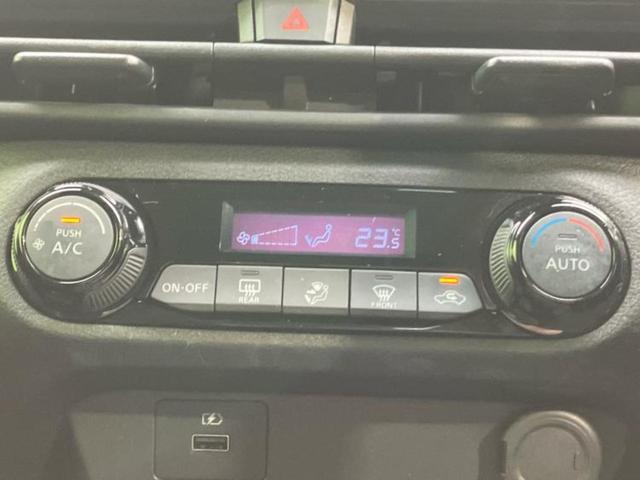 PUSH
A/C
23.5
°C
PUSH
AUTO
ON·OFF
REAR
FRONT